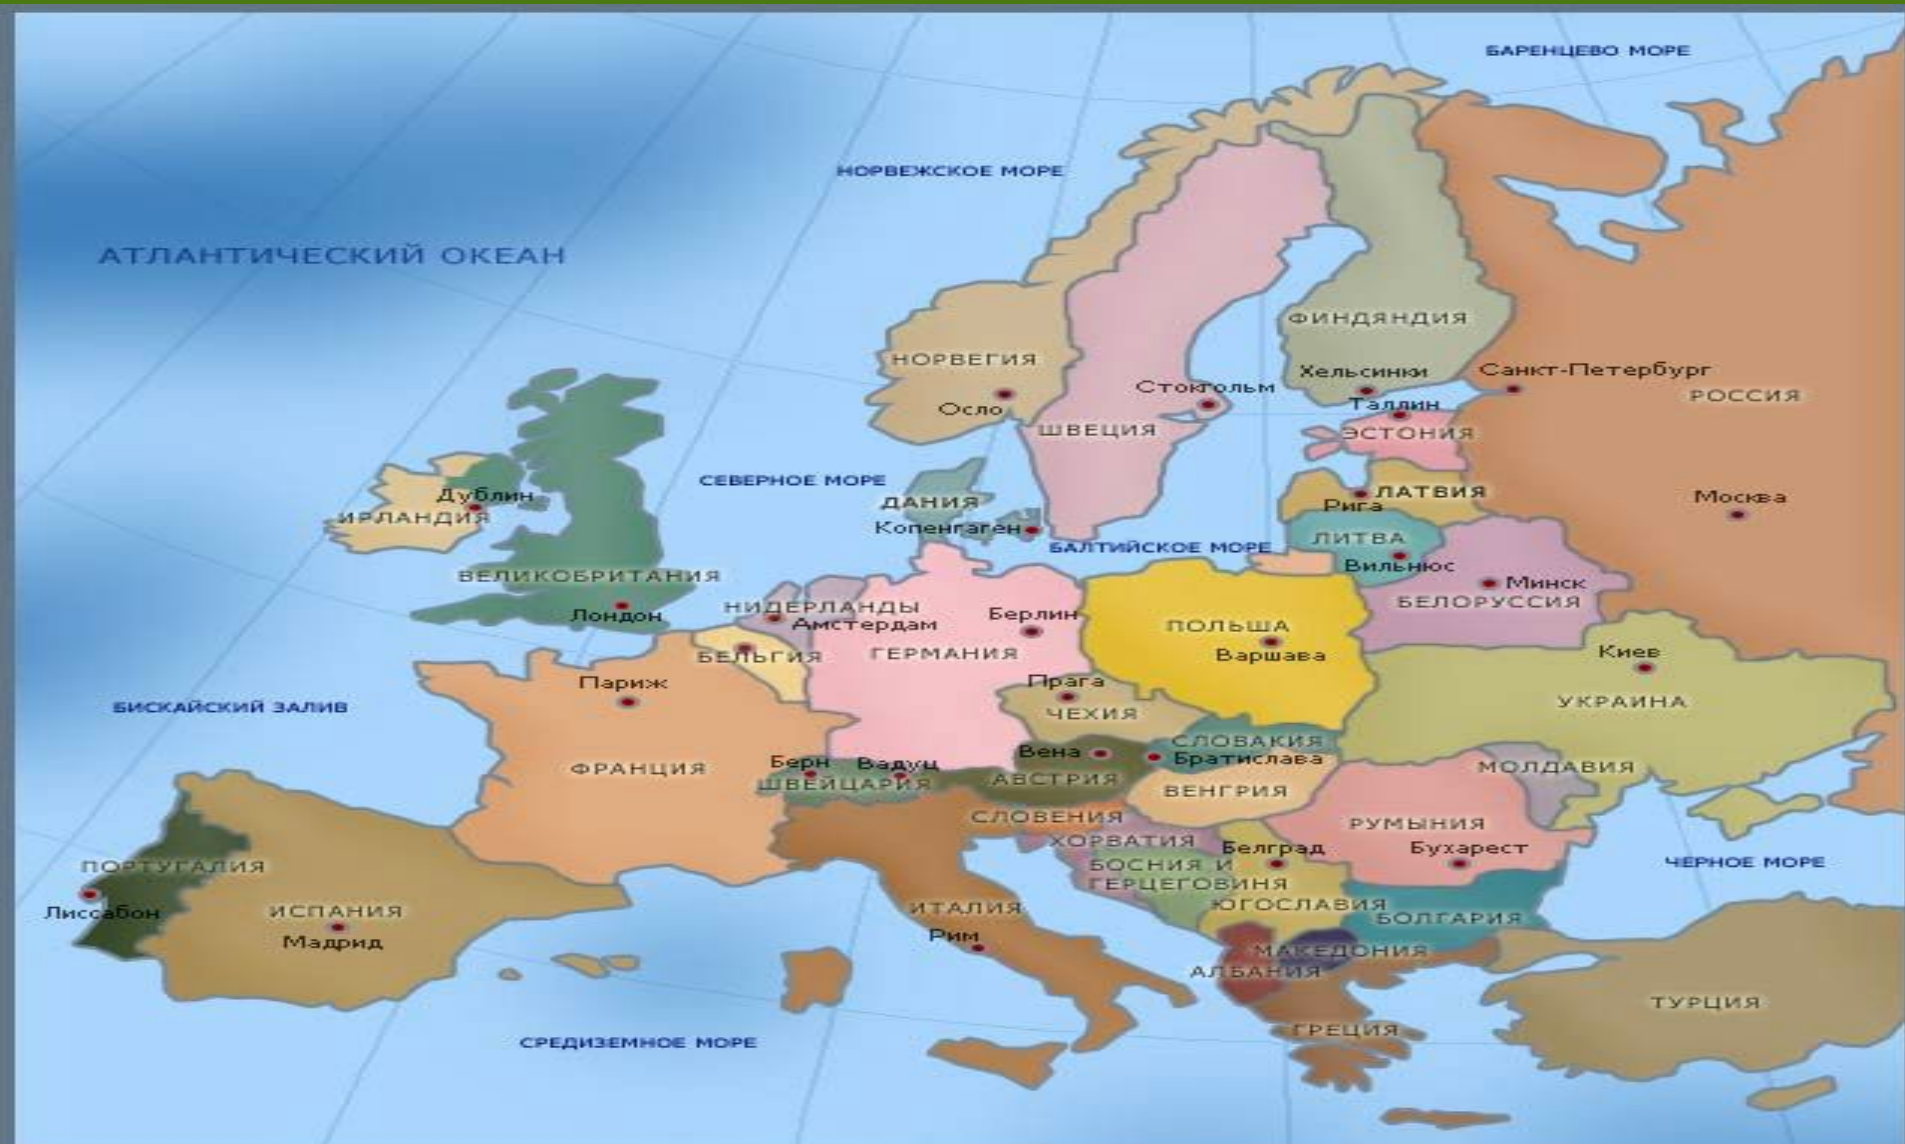 БАРЕНЦЕВО МОРЕ
НОРВЕЖСКОЕ МОРЕ
АТЛАНТИЧЕСКИЙ ОКЕАН
ФИНДЯНДИЯ
НОРВЕГИЯ
Хельсинки
Санкт-Петербург
Стокгольм
РОССИЯ
Осло
Таллин
ШВЕЦИЯ
ЭСТОНИЯ
СЕВЕРНОЕ МОРЕ
Дублин
ДАНИЯ
ЛАТВИЯ
Москва
Рига
ИРЛАНДИЯ
Копенгаген
ЛИТВА
БАЛТИЙСКОЕ МОРЕ
Вильнюс
ВЕЛИКОБРИТАНИЯ
Минск
НИДЕРЛАНДЫ
БЕЛОРУССИЯ
Лондон
Амстердам
Берлин
ПОЛЬША
БЕЛЬГИЯ
ГЕРМАНИЯ
Варшава
Киев
Париж
Прага
БИСКАЙСКИЙ ЗАЛИВ
ЧЕХИЯ
УКРАИНА
СЛОВАКИЯ
Вена
Братислава
ФРАНЦИЯ
Берн
Вадуц
МОЛДАВИЯ
ШВЕЙЦАРИЯ
АВСТРИЯ
ВЕНГРИЯ
СЛОВЕНИЯ
РУМЫНИЯ
ХОРВАТИЯ
Белград
Бухарест
ПОРТУГАЛИЯ
БОСНИЯ И
ГЕРЦЕГОВИНЯ
ЧЕРНОЕ МОРЕ
Лиссабон
ИСПАНИЯ
ИТАЛИЯ
ЮГОСЛАВИЯ
БОЛГАРИЯ
Мадрид
Рим
МАКЕДОНИЯ
АЛБАНИЯ
ТУРЦИЯ
СРЕДИЗЕМНОЕ МОРЕ
ГРЕЦИЯ